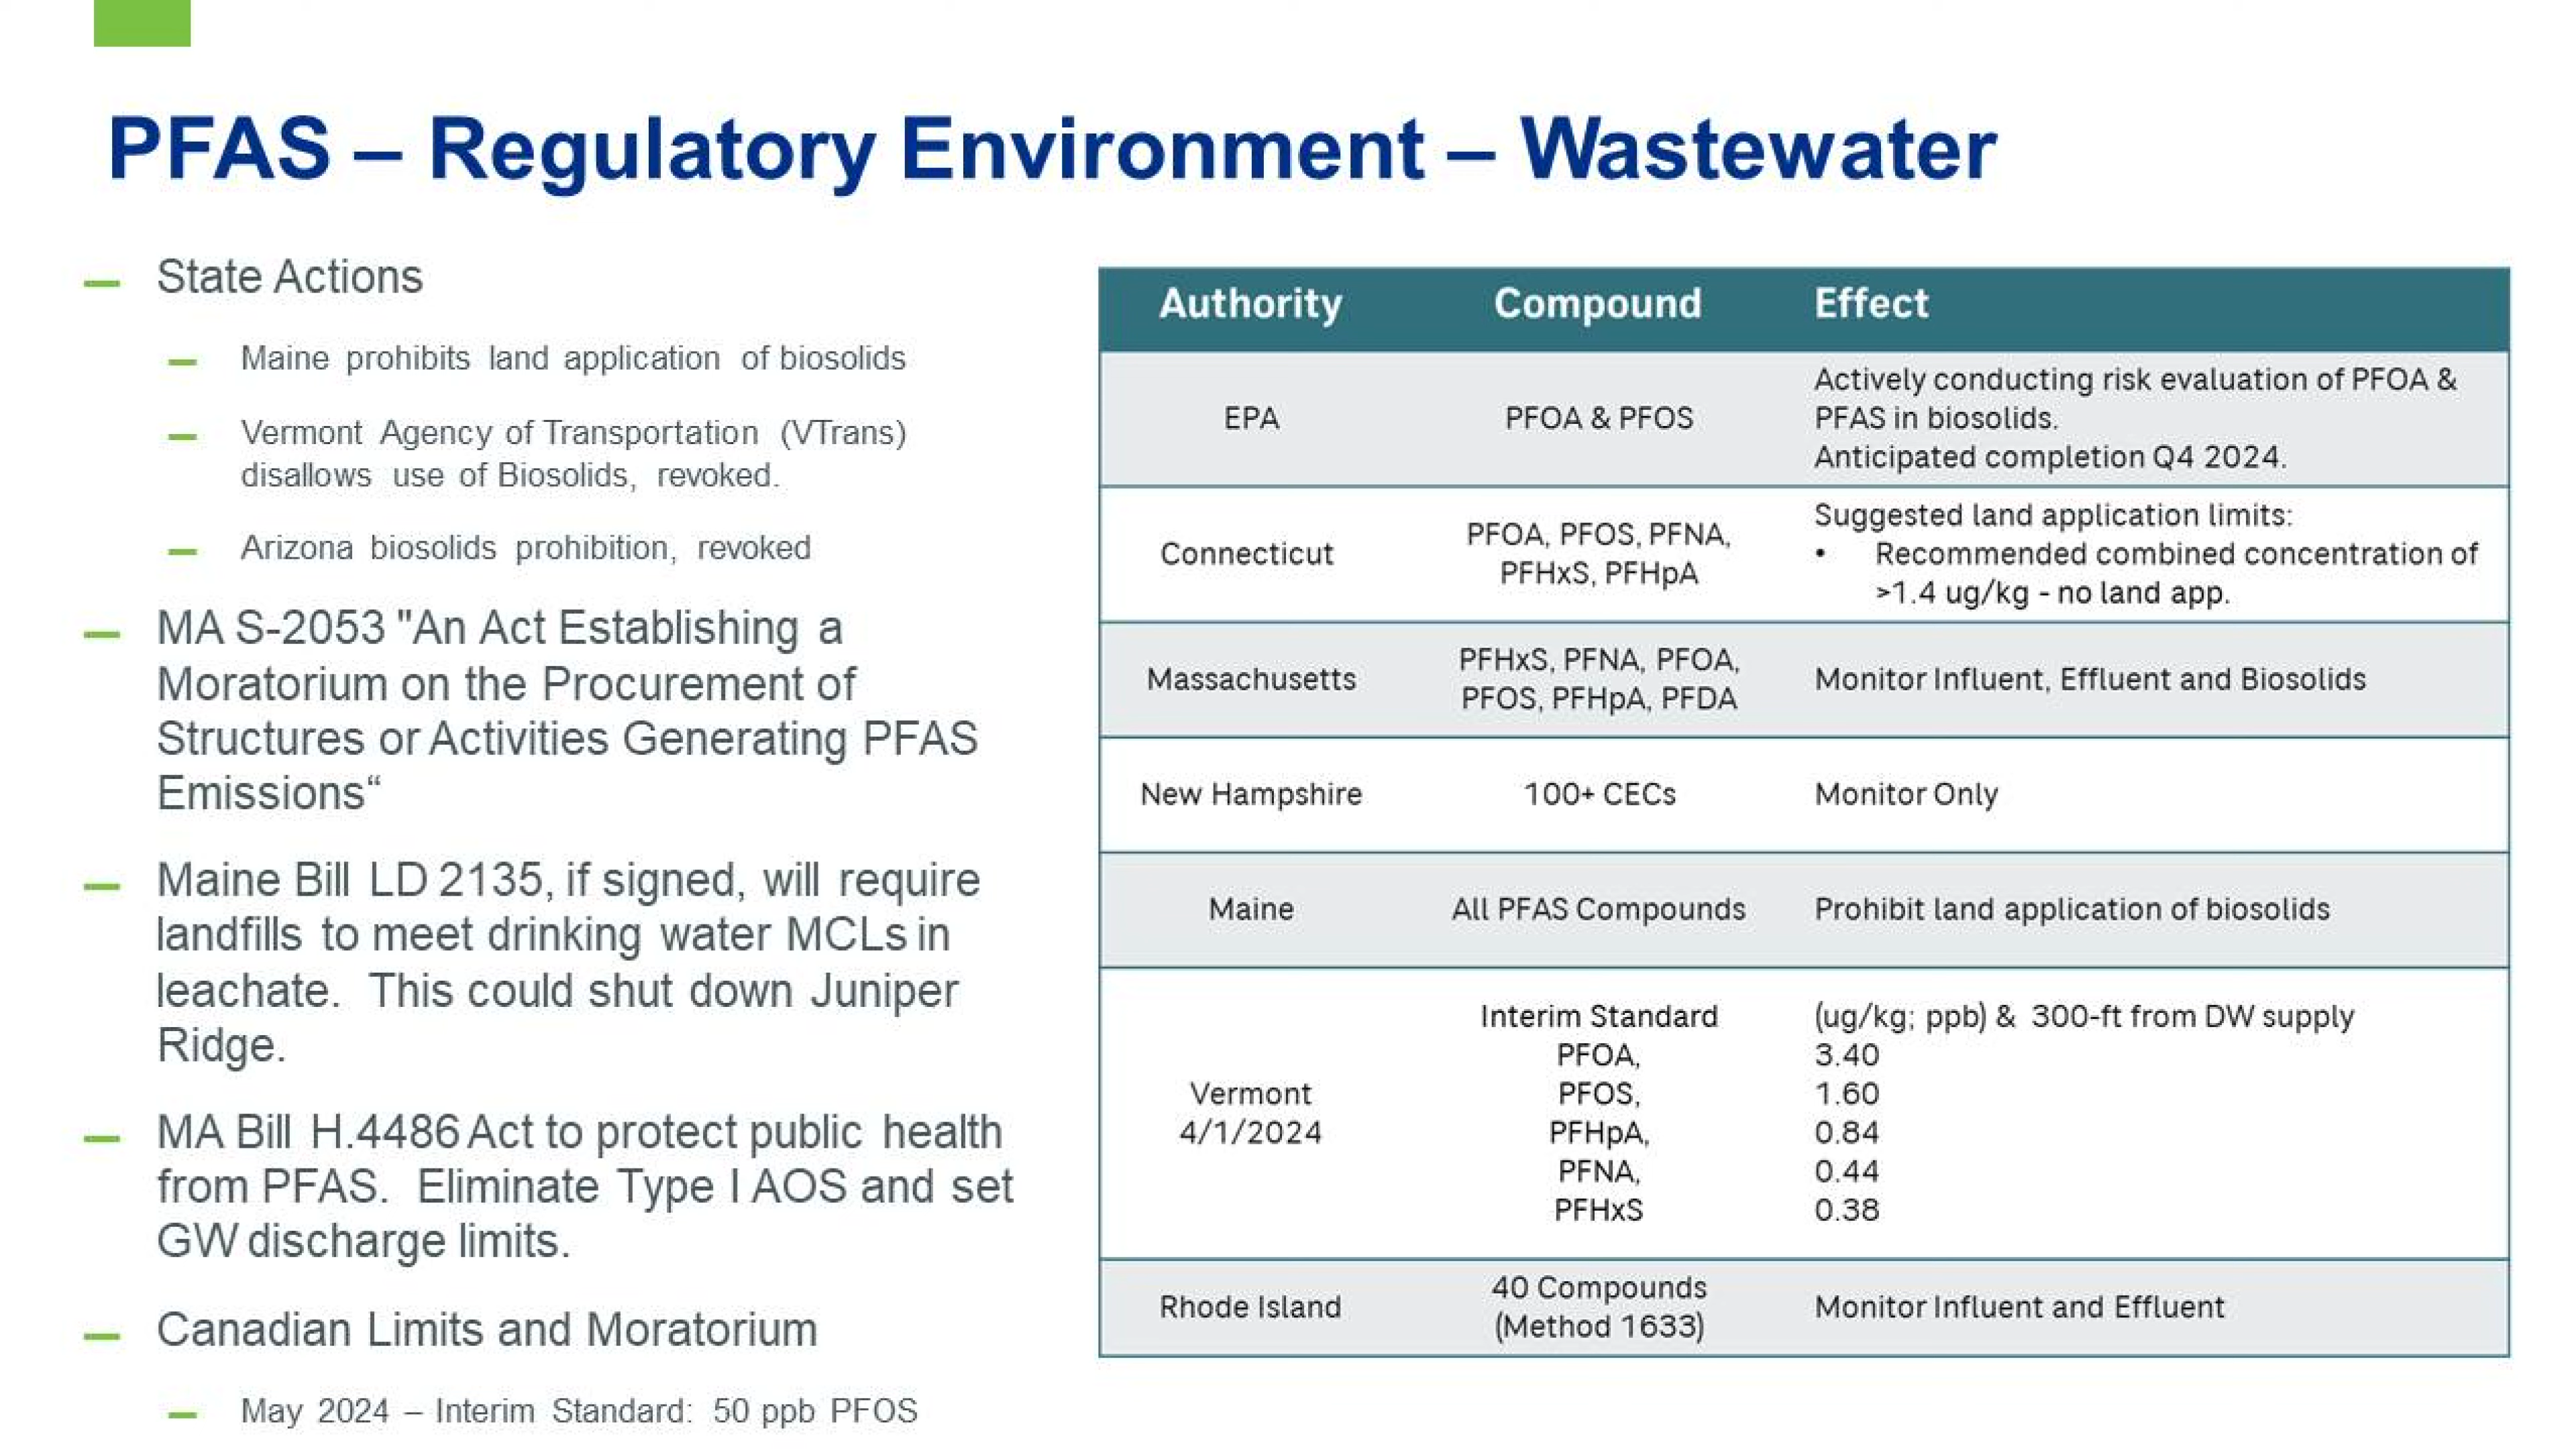 PFAS – Regulatory Environment – Wastewater
– State Actions
– Maine prohibits land application of biosolids
– Vermont Agency of Transportation (VTrans)
disallows use of Biosolids, revoked.
– Arizona biosolids prohibition, revoked
– MA S-2053 "An Act Establishing a
Moratorium on the Procurement of
Structures or Activities Generating PFAS
Emissions“
– Maine Bill LD 2135, if signed, will require
landfills to meet drinking water MCLs in
leachate. This could shut down Juniper
Ridge.
– MA Bill H.4486 Act to protect public health
from PFAS. Eliminate Type I AOS and set
GW discharge limits.
– Canadian Limits and Moratorium
– May 2024 – Interim Standard: 50 ppb PFOS
Authority Compound Effect
EPA
PFOA & PFOS
Actively conducting risk evaluation of PFOA &
PFAS in biosolids.
Anticipated completion Q4 2024.
Connecticut
PFOA, PFOS, PFNA,
PFHxS, PFHpA
Suggested land application limits:
• Recommended combined concentration of
>1.4 ug/kg - no land app.
Massachusetts
PFHxS, PFNA, PFOA,
PFOS, PFHpA, PFDA
Monitor Influent, Effluent and Biosolids
New Hampshire
100+ CECs
Monitor Only
Maine
All PFAS Compounds
Prohibit land application of biosolids
Vermont
4/1/2024
Interim Standard (ug/kg; ppb) & 300-ft from DW supply
PFOA, 3.40
PFOS, 1.60
PFHpA, 0.84
PFNA, 0.44
PFHxS 0.38
Rhode Island
40 Compounds
(Method 1633)
Monitor Influent and Effluent